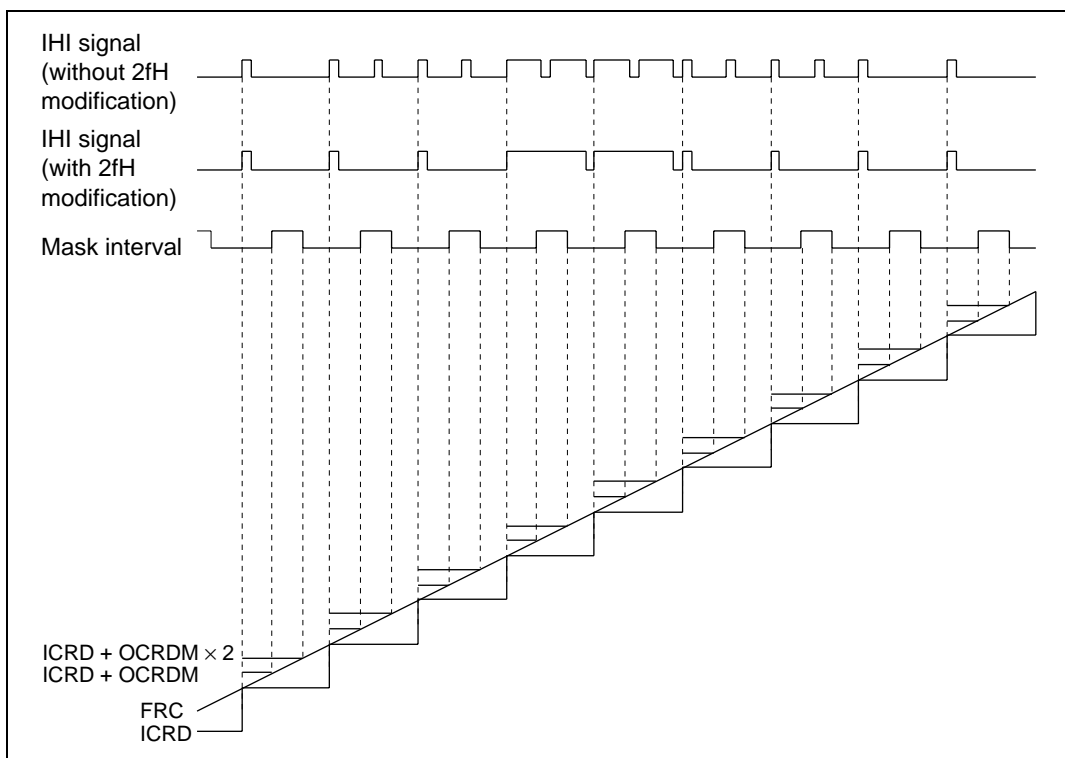 IHI signal
(without 2fH
modification)
IHI signal
(with 2fH
modification)
Mask interval
ICRD + OCRDM × 2
ICRD + OCRDM
FRC
ICRD